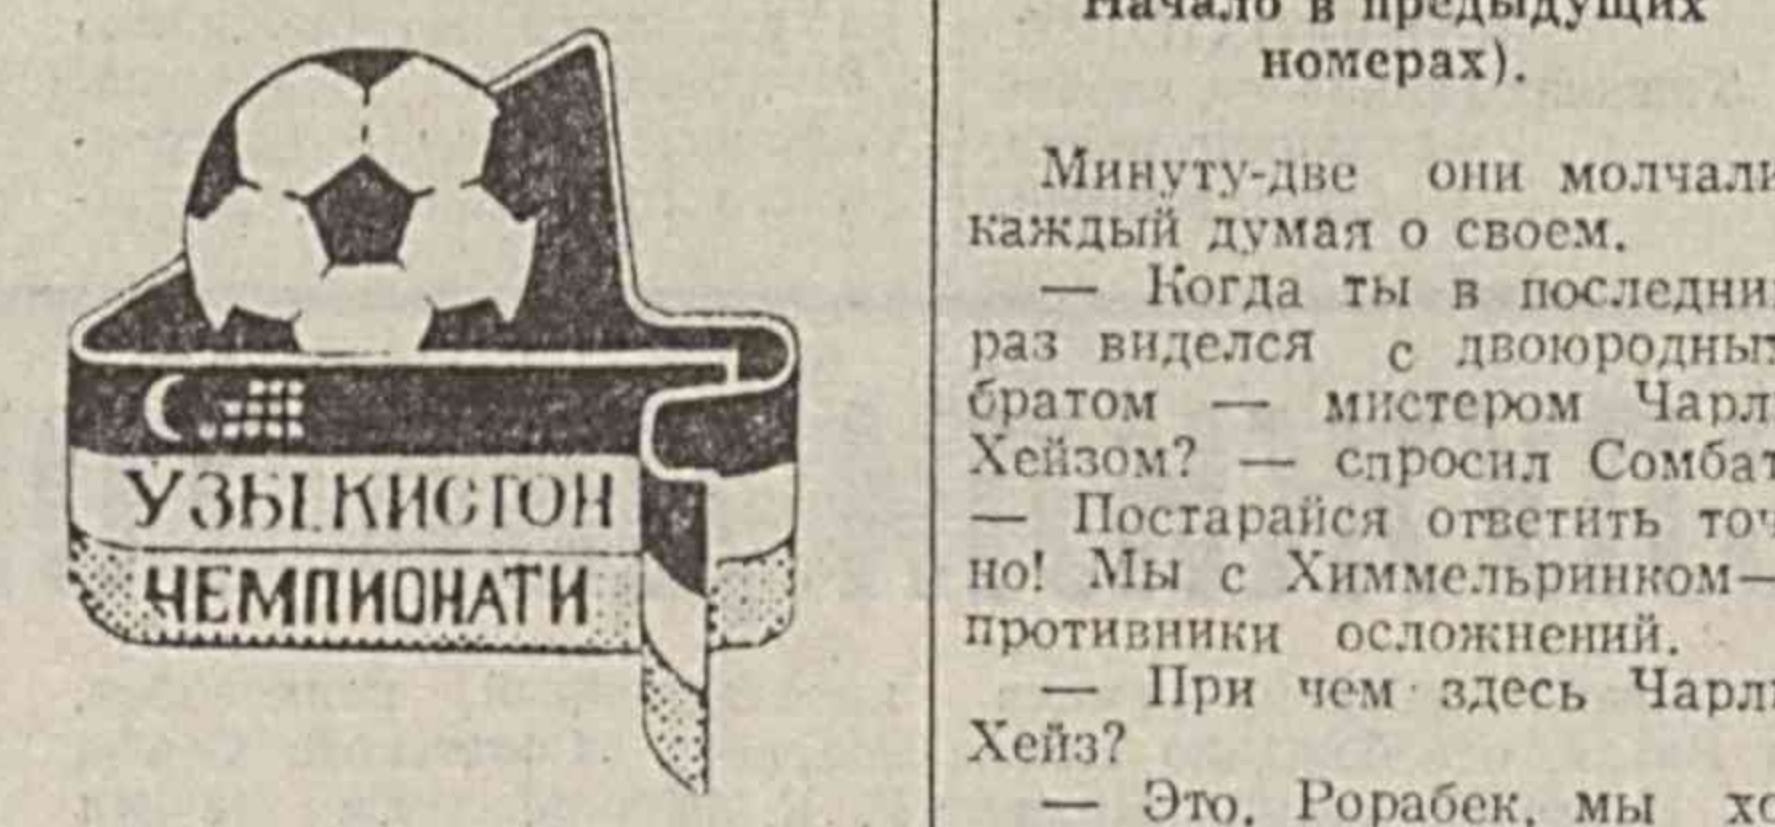 УЗБЕКИСТОН
ЧЕМПИОНАТИ
Начало в предыдущих
номерах).
Минуту-две они молчали
каждый думая о своем.
— Когда ты в последний
раз виделся с двоюродным
братом — мистером Чарли
Хейзом? — спросил Сомбат
— Постарайся ответить точ
но! Мы с Химмельринком—
противники осложнений.
— При чем здесь Чарли
Хейз?
— Это, Рорабек, мы хо